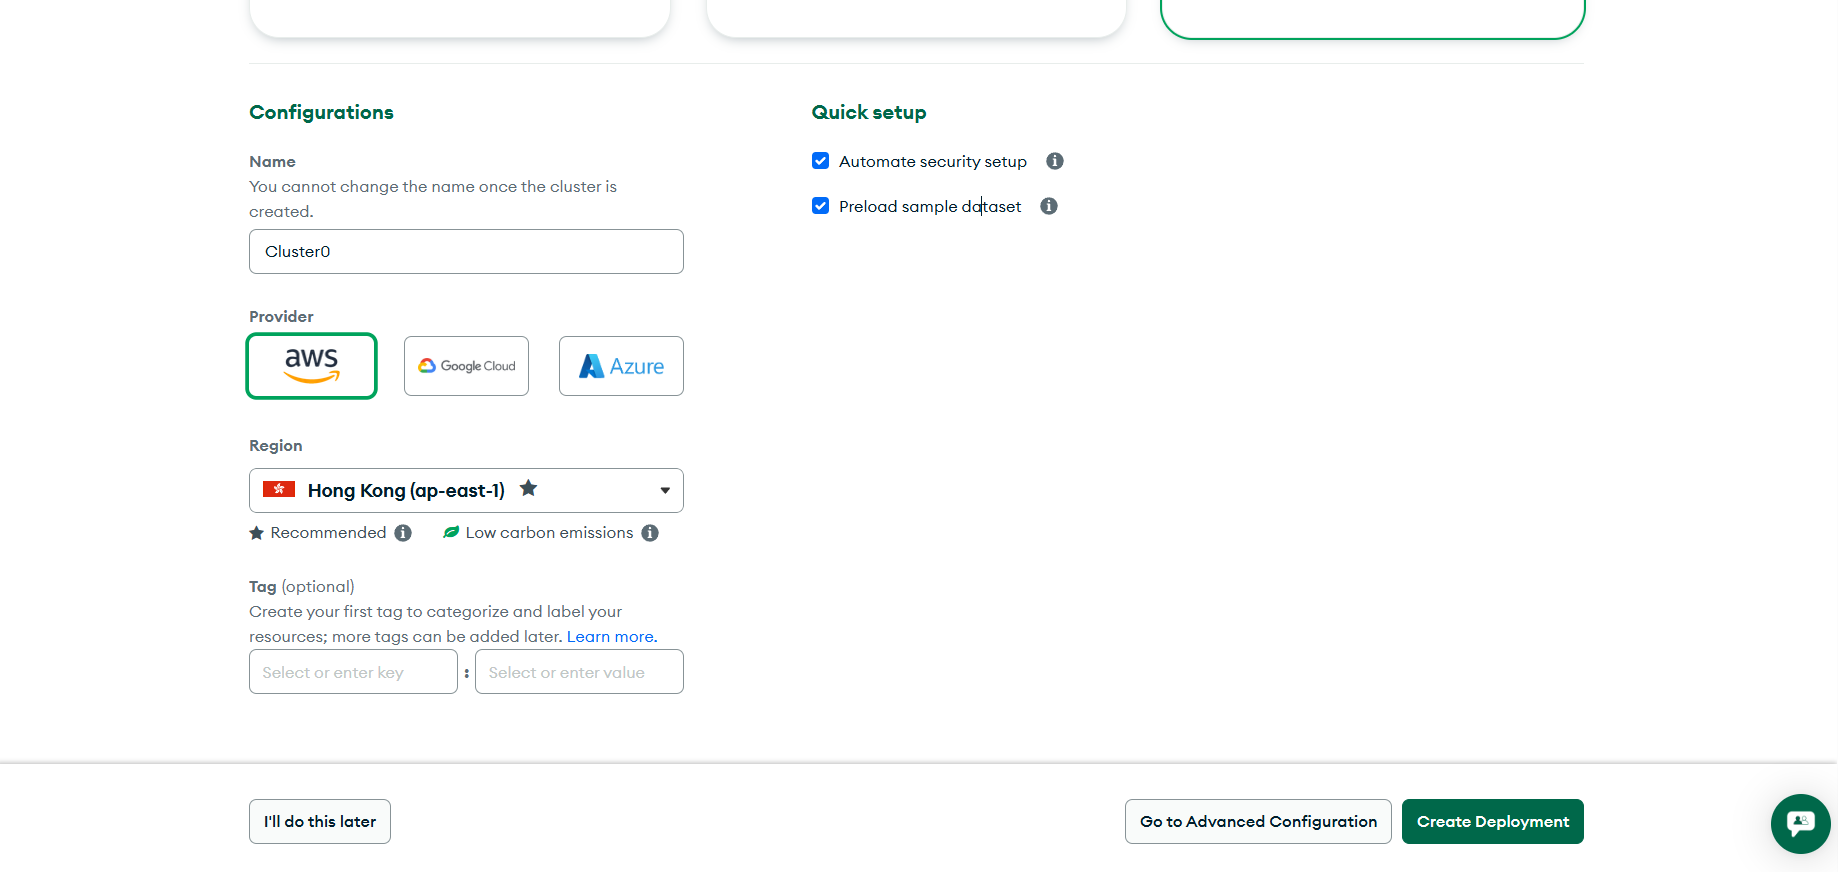 Configurations
Name
You cannot change the name once the cluster is
created.
Cluster0
Provider
aws
Google Cloud
Azure
Region
Hong Kong (ap-east-1)
Recommended
Low carbon emissions
Tag (optional)
Create your first tag to categorize and label your
resources; more tags can be added later. Learn more.
Select or enter key : Select or enter value
Quick setup
Automate security setup
Preload sample dataset
I'll do this later
Go to Advanced Configuration
Create Deployment